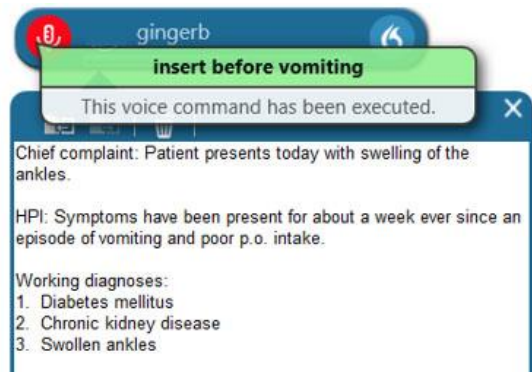 gingerb
insert before vomiting
This voice command has been executed.
Chief complaint: Patient presents today with swelling of the
ankles.
HPI: Symptoms have been present for about a week ever since an
episode of vomiting and poor p.o. intake.
Working diagnoses:
1. Diabetes mellitus
2. Chronic kidney disease
3. Swollen ankles